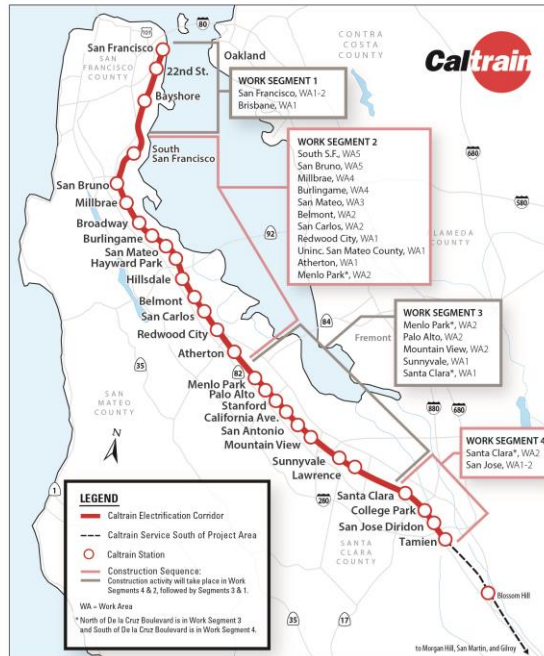 Caltrain
101
80
San Francisco
SAN
FRANCISCO
COUNTY
Oakland
CONTRA
COSTA
COUNTY
22nd St.
Bayshore
WORK SEGMENT 1
San Francisco, WA1-2
Brisbane, WA1
South
San Francisco
WORK SEGMENT 2
South S.F., WA5
San Bruno, WA5
Millbrae, WA4
Burlingame, WA4
San Mateo, WA3
Belmont, WA2
San Carlos, WA2
Redwood City, WA1
Uninc. San Mateo County, WA1
Atherton, WA1
Menlo Park*, WA2
680
580
San Bruno
Millbrae
Broadway
Burlingame
San Mateo
Hayward Park
Hillsdale
92
ALAMEDA
COUNTY
Belmont
San Carlos
Redwood City
Atherton
84
Fremont
WORK SEGMENT 3
Menlo Park*, WA2
Palo Alto, WA2
Mountain View, WA2
Sunnyvale, WA1
Santa Clara*, WA1
35
82
SAN
MATEO
COUNTY
Menlo Park
Palo Alto
Stanford
California Ave.
San Antonio
Mountain View
880
680
WORK SEGMENT 4
Santa Clara*, WA2
San Jose, WA1-2
N
Sunnyvale
Lawrence
280
Santa Clara
College Park
San Jose Diridon
Tamien
SANTA
CLARA
COUNTY
1
LEGEND
Caltrain Electrification Corridor
Caltrain Service South of Project Area
Caltrain Station
Construction Sequence:
Construction activity will take place in Work
Segments 4 & 2, followed by Segments 3 & 1.
WA = Work Area
* North of De la Cruz Boulevard is in Work Segment 3
and South of De la Cruz Boulevard is in Work Segment 4.
35
17
Blossom Hill
to Morgan Hill, San Martin, and Gilroy